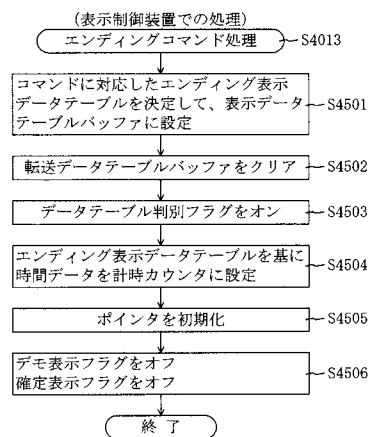 (表示制御装置での処理)
エンディングコマンド処理 S4013
コマンドに対応したエンディング表示
データテーブルを決定して、表示データ
テーブルバッファに設定
S4501
転送データテーブルバッファをクリア S4502
データテーブル判別フラグをオン S4503
エンディング表示データテーブルを基に
時間データを計時カウンタに設定
S4504
ポインタを初期化 S4505
デモ表示フラグをオフ
確定表示フラグをオフ
S4506
終了